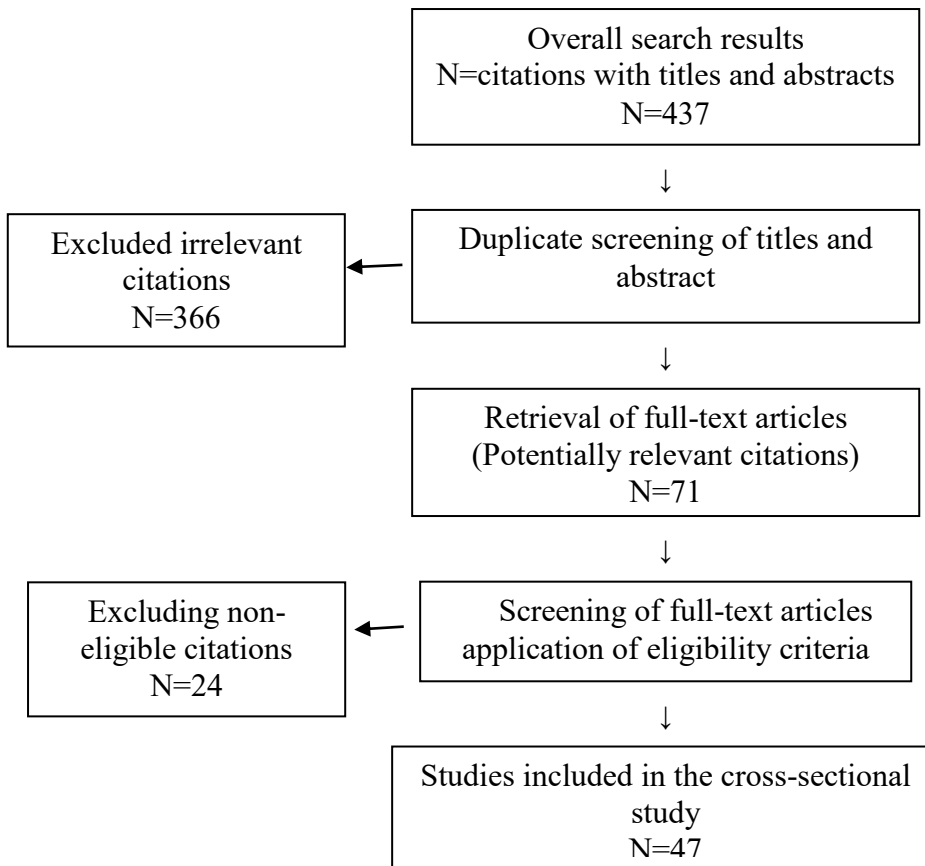 Overall search results
N=citations with titles and abstracts
N=437
↓
Excluded irrelevant
citations
N=366
Duplicate screening of titles and
abstract
↓
Retrieval of full-text articles
(Potentially relevant citations)
N=71
↓
Excluding non-
eligible citations
N=24
Screening of full-text articles
application of eligibility criteria
↓
Studies included in the cross-sectional
study
N=47